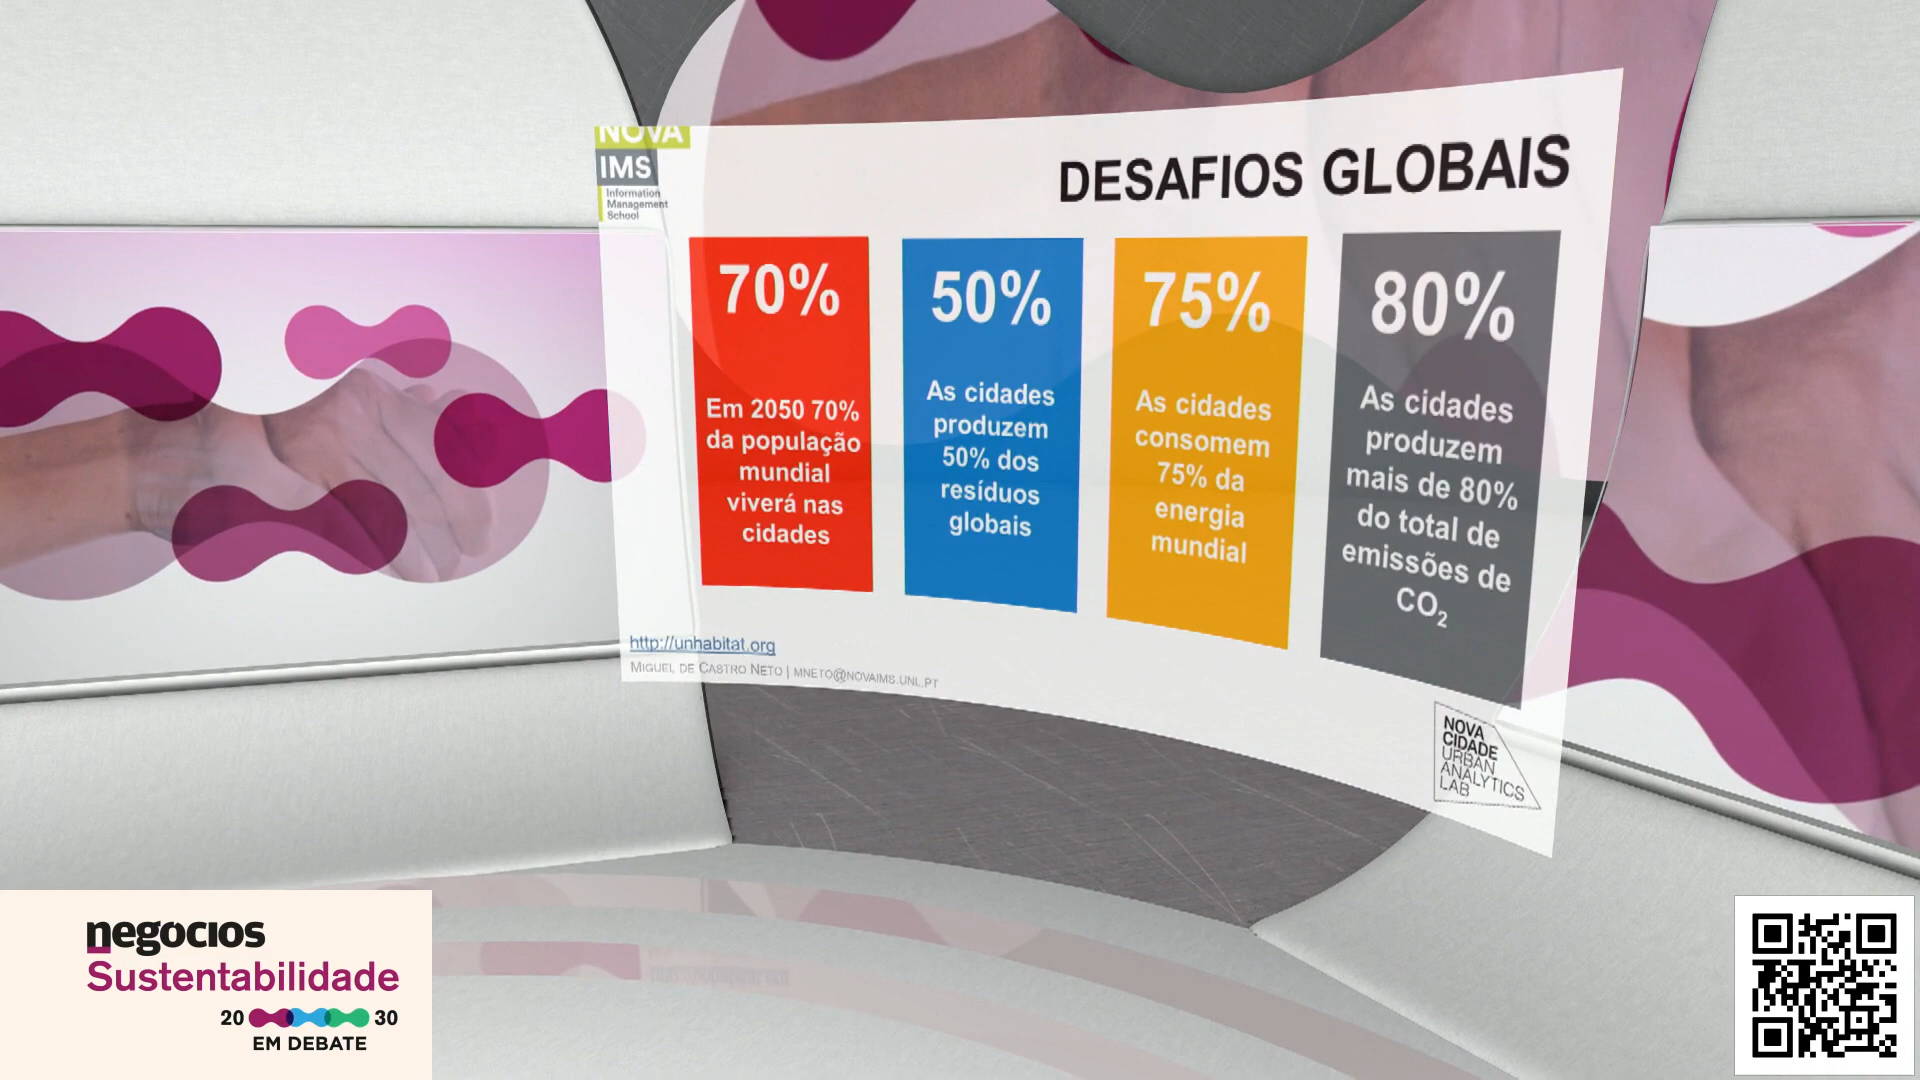 NOVA
IMS
Information
Management
School
DESAFIOS GLOBAIS
70%
Em 2050 70%
da população
mundial
viverá nas
cidades
50%
As cidades
produzem
50% dos
resíduos
globais
75%
As cidades
consomem
75% da
energia
mundial
80%
As cidades
produzem
mais de 80%
do total de
emissões de
CO₂
http://unhabitat.org
MIGUEL DE CASTRO NETO | MNETO@NOVAIMS.UNL.PT
NOVA
CIDADE
URBAN
ANALYTICS
LAB
negocıos
Sustentabilidade
20 30
EM DEBATE